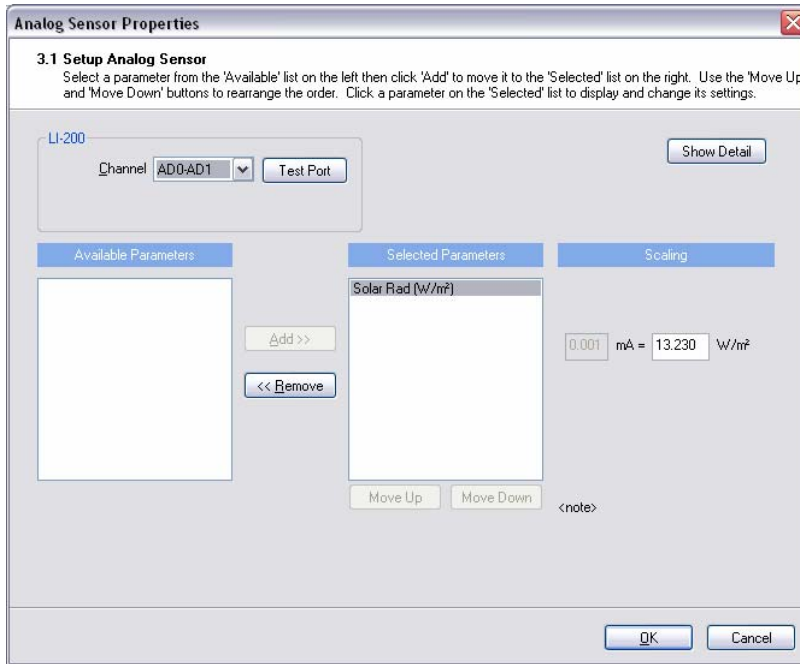 Analog Sensor Properties
3.1 Setup Analog Sensor
Select a parameter from the 'Available' list on the left then click 'Add' to move it to the 'Selected' list on the right. Use the 'Move Up
and 'Move Down' buttons to rearrange the order. Click a parameter on the 'Selected' list to display and change its settings.
LI-200
Channel AD0-AD1 Test Port
Show Detail
Available Parameters
Selected Parameters
Scaling
Solar Rad (W/m²)
Add >>
<< Remove
0.001 mA = 13.230 W/m²
Move Up Move Down
<note>
OK Cancel